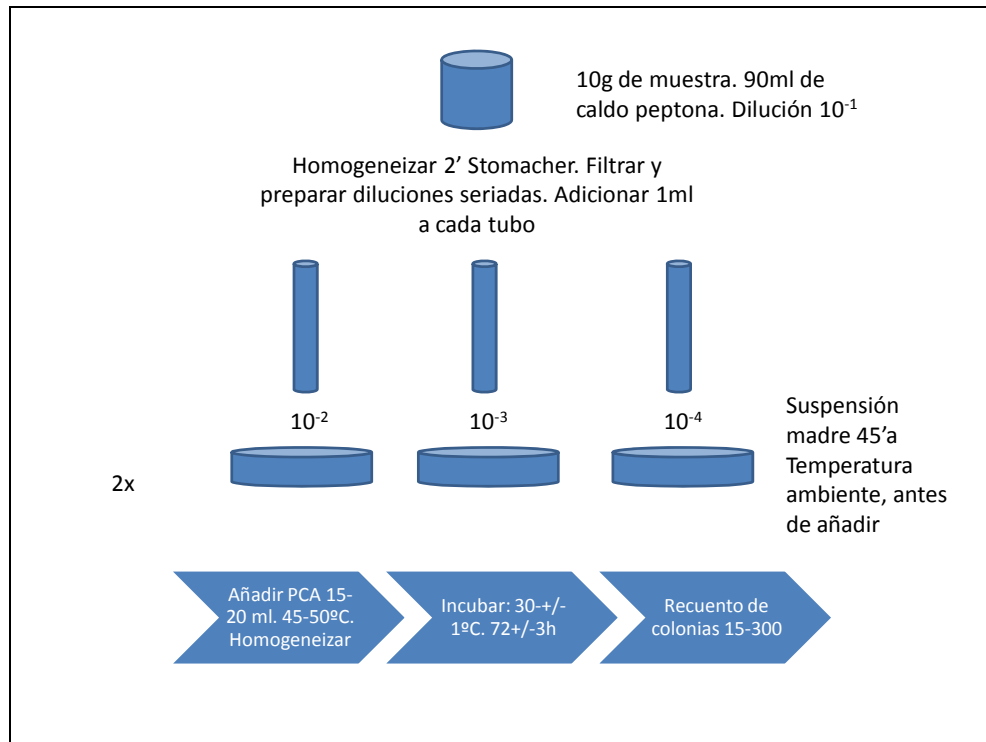 10g de muestra. 90ml de
caldo peptona. Dilución 10⁻¹
Homogeneizar 2’ Stomacher. Filtrar y
preparar diluciones seriadas. Adicionar 1ml
a cada tubo
10⁻²
10⁻³
10⁻⁴
2x
Suspensión
madre 45’a
Temperatura
ambiente, antes
de añadir
Añadir PCA 15-
20 ml. 45-50ºC.
Homogeneizar
Incubar: 30-+/-
1ºC. 72+/-3h
Recuento de
colonias 15-300